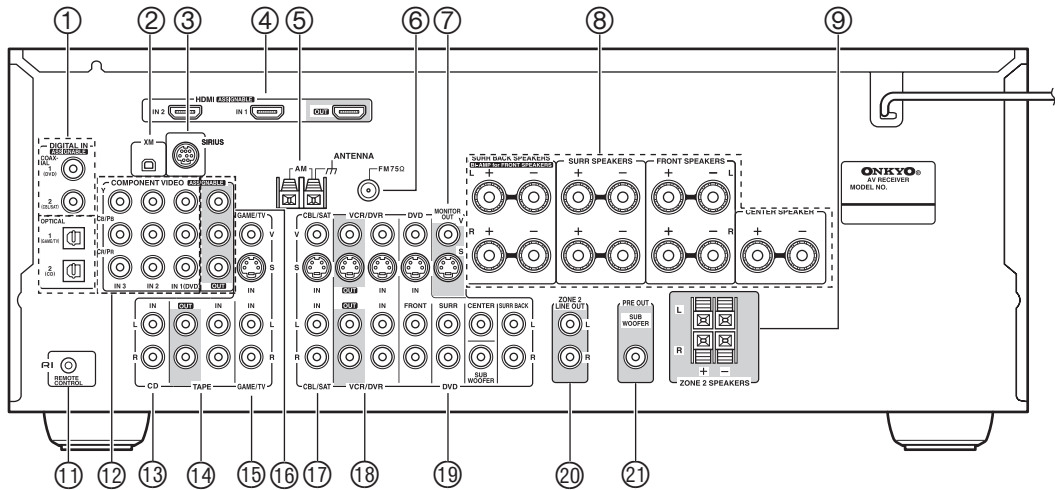 ① ② ③ ④ ⑤ ⑥ ⑦ ⑧ ⑨
HDMI ASSIGNABLE
IN 2 IN 1 OUT
DIGITAL IN
ASSIGNABLE
COAX-
IAL
1
(DVD)
2
(CBL/SAT)
OPTICAL
1
(GAME/TV)
2
(CD)
XM
SIRIUS
ANTENNA
AM
FM 75Ω
COMPONENT VIDEO ASSIGNABLE
Y
CB/PB
CR/PR
IN 3 IN 2 IN 1(DVD) OUT
GAME/TV
V
S
IN
CBL/SAT VCR/DVR DVD MONITOR OUT
V
S
IN OUT IN IN
SURR BACK SPEAKERS
BI-AMP for FRONT SPEAKERS
L + −
R + −
SURR SPEAKERS
+ −
+ −
FRONT SPEAKERS
+ − L
+ − R
CENTER SPEAKER
+ −
ONKYO®
AV RECEIVER
MODEL NO.
IN OUT IN IN
L L
R R
CD TAPE GAME/TV
IN OUT IN FRONT SURR CENTER SURR BACK
L L
R R
SUB
WOOFER
CBL/SAT VCR/DVR DVD
ZONE 2
LINE OUT
L
R
PRE OUT
SUB
WOOFER
L
R
+ −
ZONE 2 SPEAKERS
RI
REMOTE
CONTROL
⑪ ⑫ ⑬ ⑭ ⑮ ⑯ ⑰ ⑱ ⑲ ⑳ ㉑